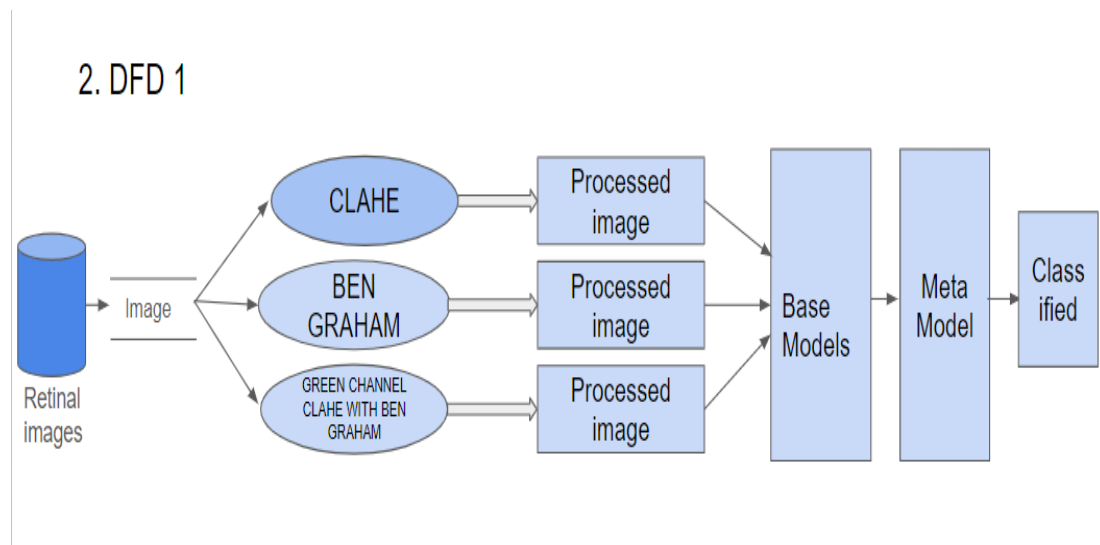 2. DFD 1
Retinal
images
Image
CLAHE
BEN
GRAHAM
GREEN CHANNEL
CLAHE WITH BEN
GRAHAM
Processed
image
Processed
image
Processed
image
Base
Models
Meta
Model
Class
ified